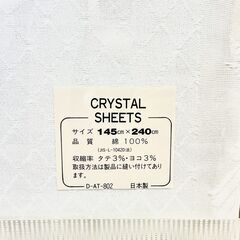 CRYSTAL
SHEETS
サイズ 145cm×240cm
品質 綿 100%
(JIS-L-1042D法)
収縮率 タテ3%・ヨコ3%
取扱方法は製品に縫い付けてあり
ます。
D-AT-802 日本製